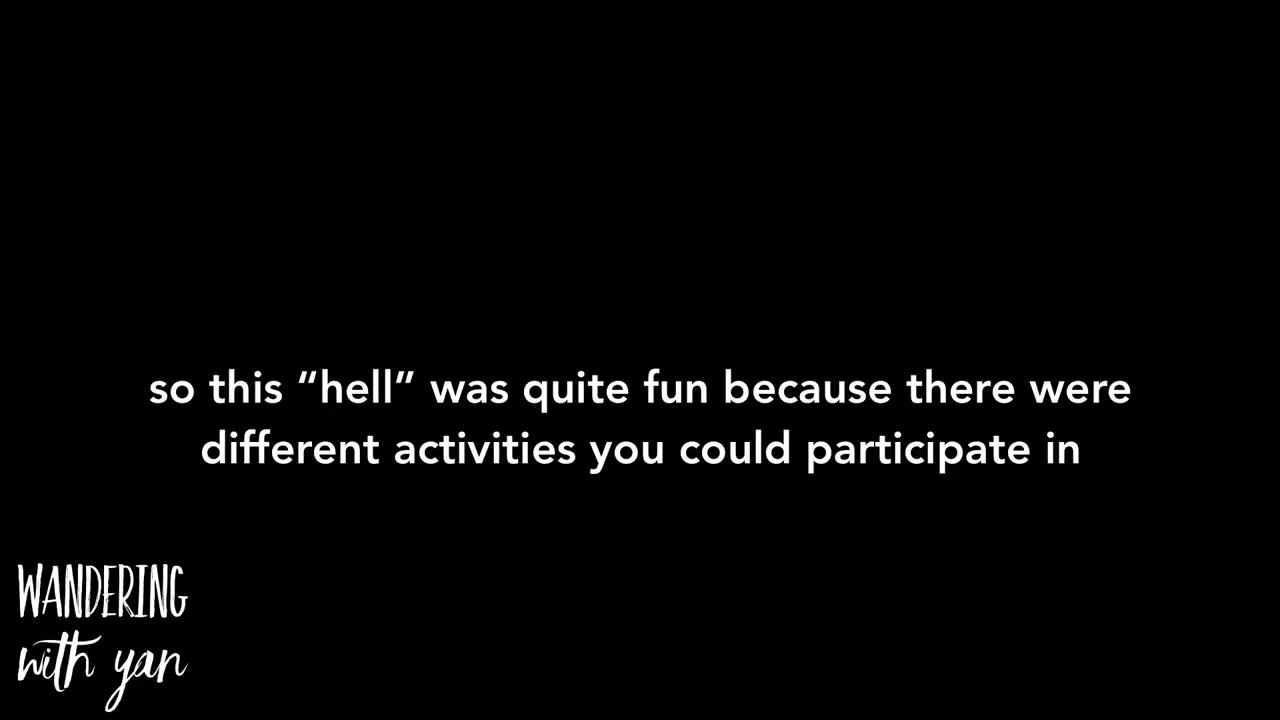 so this “hell” was quite fun because there were
different activities you could participate in
WANDERING
with yan